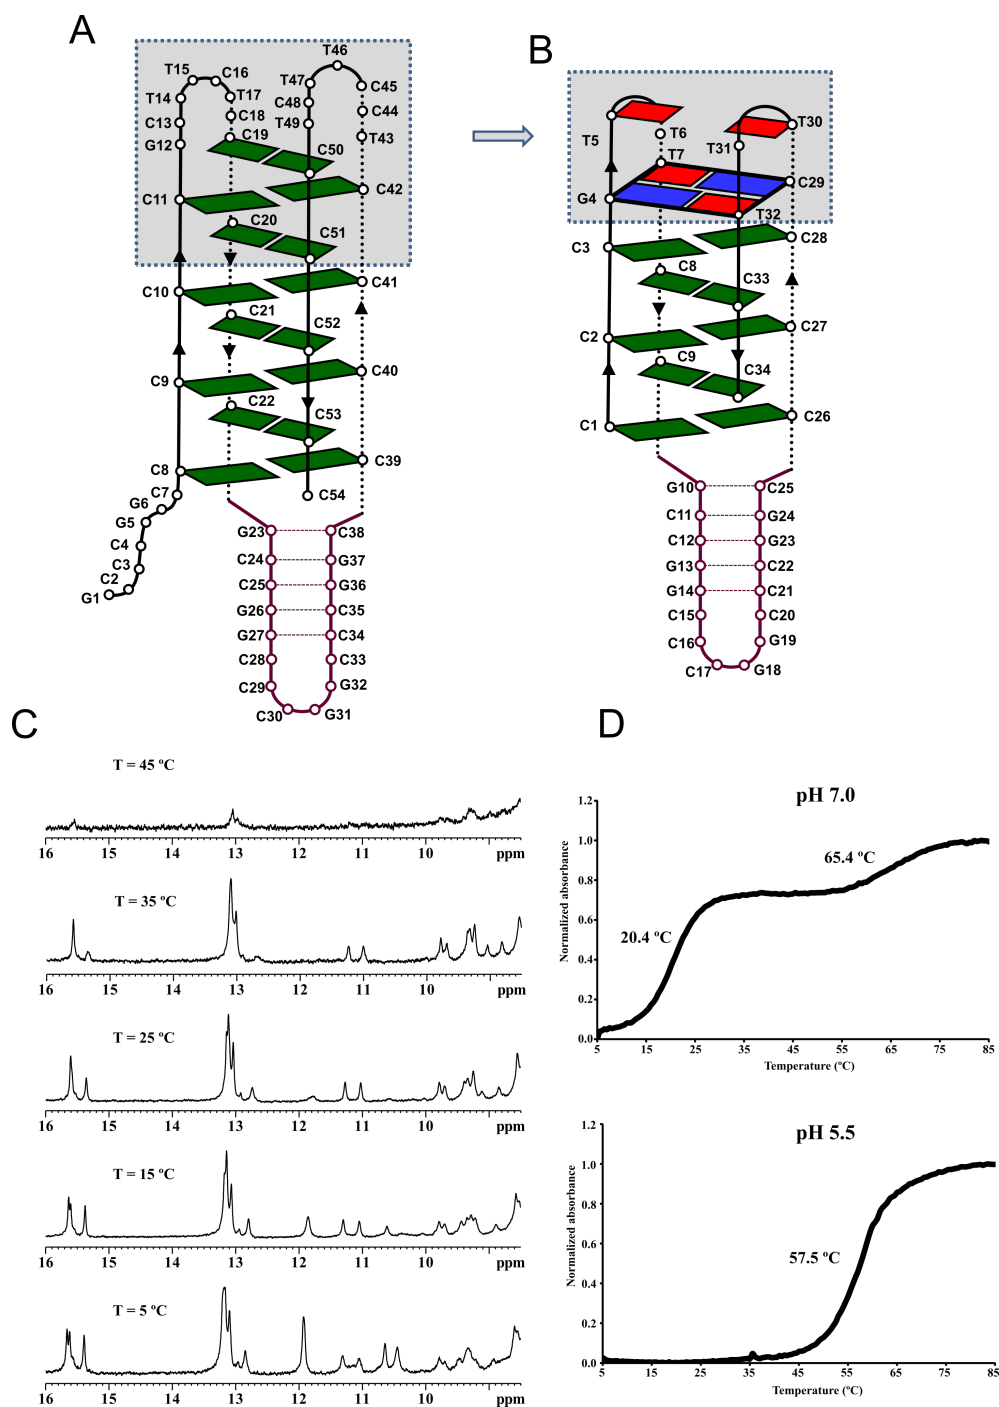 A
T46
T15
C16
T47
C45
T14
T17
C48
C44
C13
C18
T49
T43
G12
C19
C50
C11
C42
C20
C51
C10
C41
C21
C52
C9
C40
C22
C53
C8
C39
C7
C54
G6
G5
C4
C3
C2
G1
G23
C38
C24
G37
C25
G36
G26
C35
G27
C34
C28
C33
C29
G32
C30
G31
B
T5
T6
T30
T31
T7
C29
G4
T32
C3
C28
C8
C33
C2
C27
C9
C34
C1
C26
G10
C25
C11
G24
C12
G23
G13
C22
G14
C21
C15
C20
C16
G19
C17
G18
C
T = 45 ºC
16 15 14 13 12 11 10 ppm
T = 35 ºC
16 15 14 13 12 11 10 ppm
T = 25 ºC
16 15 14 13 12 11 10 ppm
T = 15 ºC
16 15 14 13 12 11 10 ppm
T = 5 ºC
16 15 14 13 12 11 10 ppm
D
pH 7.0
Normalized absorbance
1.2
1.0
0.8
0.6
0.4
0.2
0.0
65.4 ºC
20.4 ºC
5 15 25 35 45 55 65 75 85
Temperature (ºC)
pH 5.5
Normalized absorbance
1.2
1.0
0.8
0.6
0.4
0.2
0.0
57.5 ºC
5 15 25 35 45 55 65 75 85
Temperature (ºC)